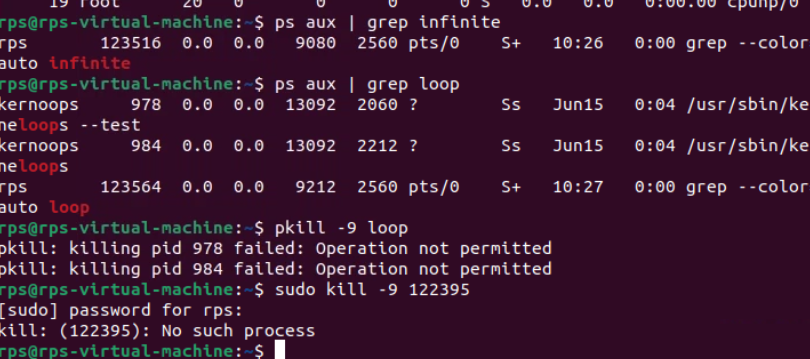 19 root 20 0 0 0 0 S 0.0 0.0 0:00.00 cpuhp/0
rps@rps-virtual-machine:~$ ps aux | grep infinite
rps 123516 0.0 0.0 9080 2560 pts/0 S+ 10:26 0:00 grep --color
auto infinite
rps@rps-virtual-machine:~$ ps aux | grep loop
kernoops 978 0.0 0.0 13092 2060 ? Ss Jun15 0:04 /usr/sbin/ke
neloops --test
kernoops 984 0.0 0.0 13092 2212 ? Ss Jun15 0:04 /usr/sbin/ke
neloops
rps 123564 0.0 0.0 9212 2560 pts/0 S+ 10:27 0:00 grep --color
auto loop
rps@rps-virtual-machine:~$ pkill -9 loop
pkill: killing pid 978 failed: Operation not permitted
pkill: killing pid 984 failed: Operation not permitted
rps@rps-virtual-machine:~$ sudo kill -9 122395
[sudo] password for rps:
kill: (122395): No such process
rps@rps-virtual-machine:~$